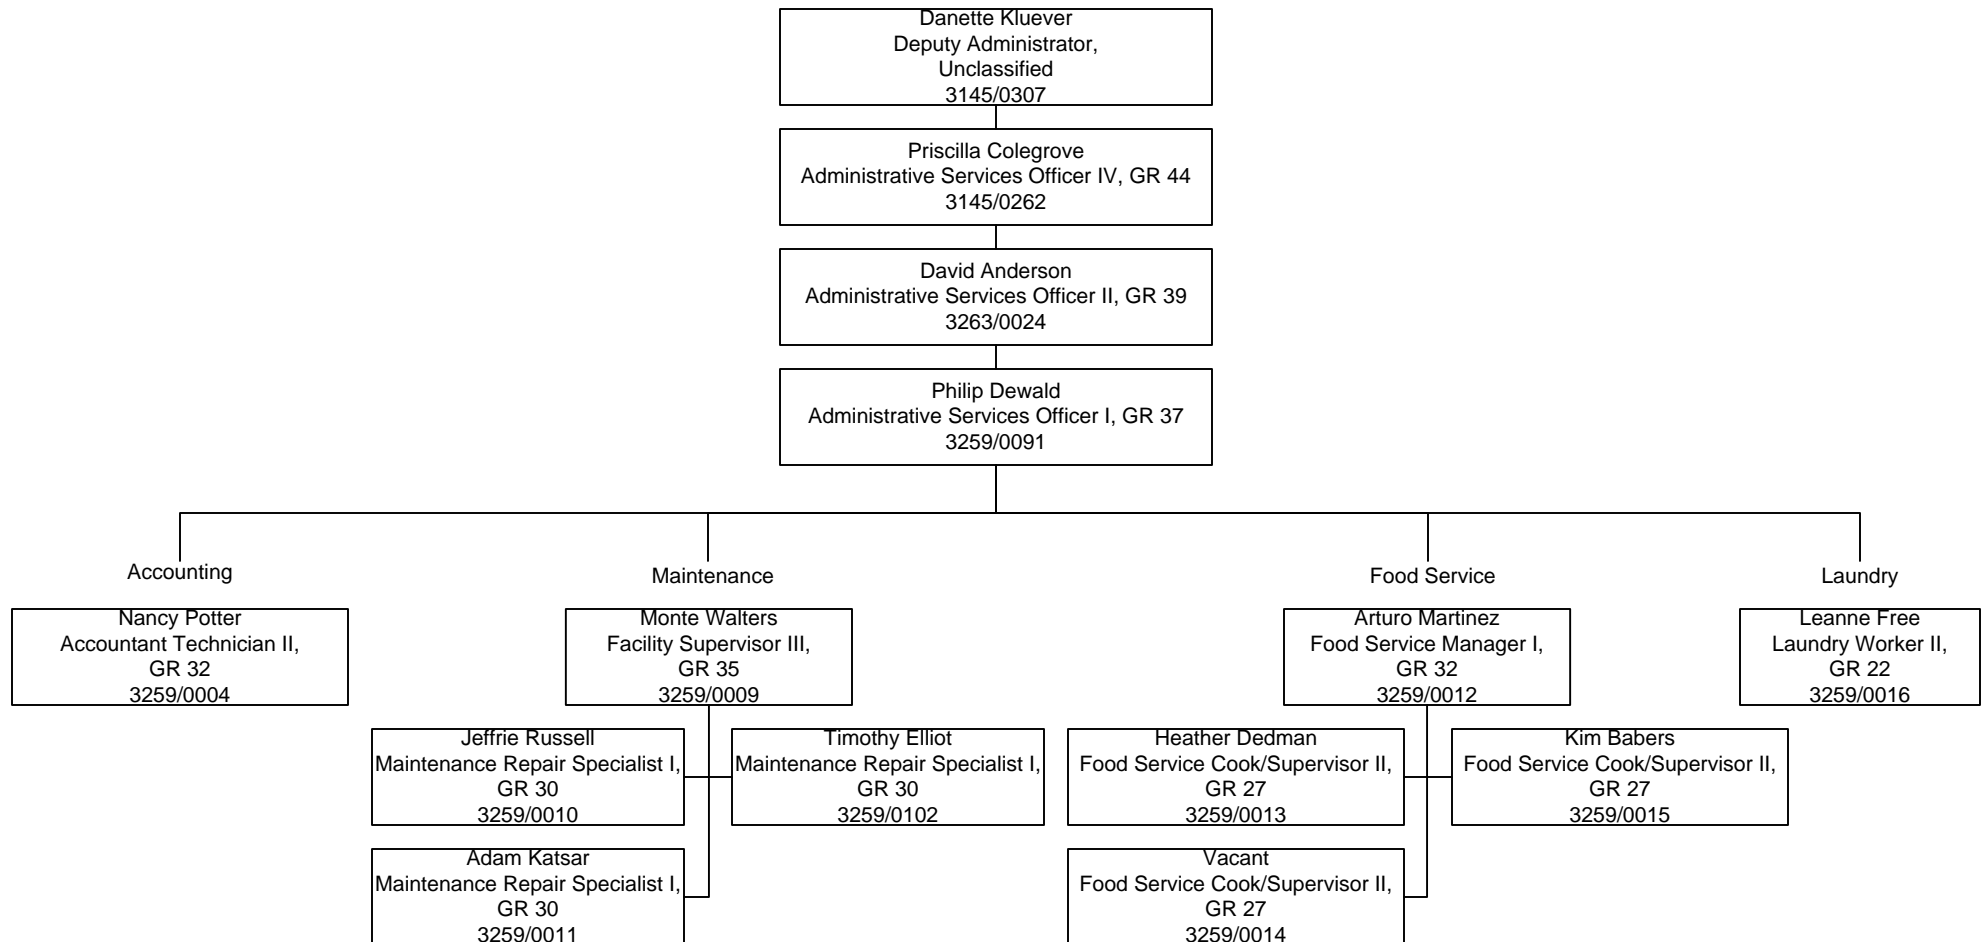 Danette Kluever
Deputy Administrator,
Unclassified
3145/0307
Priscilla Colegrove
Administrative Services Officer IV, GR 44
3145/0262
David Anderson
Administrative Services Officer II, GR 39
3263/0024
Philip Dewald
Administrative Services Officer I, GR 37
3259/0091
Accounting
Maintenance
Food Service
Laundry
Nancy Potter
Accountant Technician II,
GR 32
3259/0004
Monte Walters
Facility Supervisor III,
GR 35
3259/0009
Arturo Martinez
Food Service Manager I,
GR 32
3259/0012
Leanne Free
Laundry Worker II,
GR 22
3259/0016
Jeffrie Russell
Maintenance Repair Specialist I,
GR 30
3259/0010
Timothy Elliot
Maintenance Repair Specialist I,
GR 30
3259/0102
Heather Dedman
Food Service Cook/Supervisor II,
GR 27
3259/0013
Kim Babers
Food Service Cook/Supervisor II,
GR 27
3259/0015
Adam Katsar
Maintenance Repair Specialist I,
GR 30
3259/0011
Vacant
Food Service Cook/Supervisor II,
GR 27
3259/0014